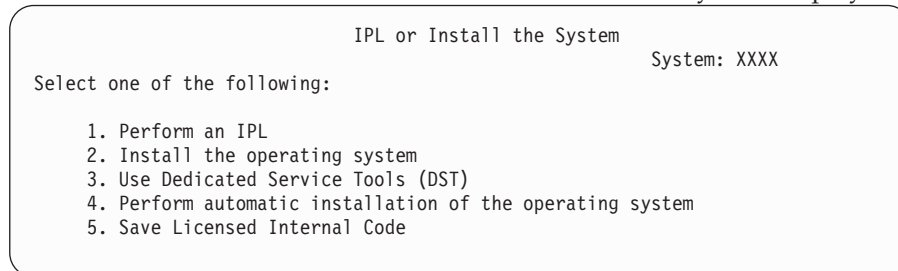 IPL or Install the System
System: XXXX
Select one of the following:
1. Perform an IPL
2. Install the operating system
3. Use Dedicated Service Tools (DST)
4. Perform automatic installation of the operating system
5. Save Licensed Internal Code